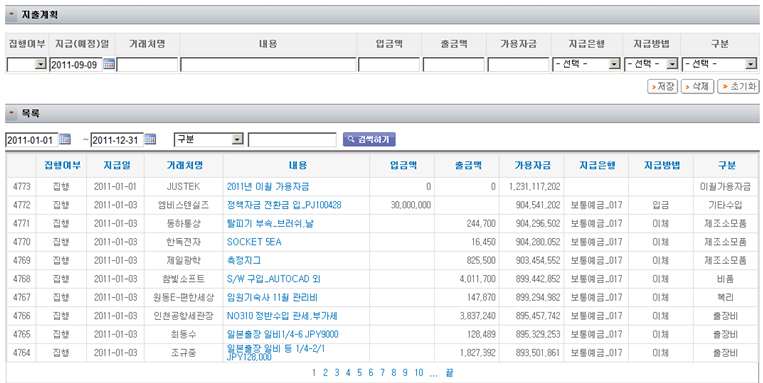 지출계획
집행여부 지급(예정)일 거래처명 내용 입금액 출금액 가용자금 지급은행 지급방법 구분
2011-09-09 - 선택 - - 선택 - - 선택 -
저장 삭제 초기화
목록
2011-01-01 ~ 2011-12-31 구분 검색하기
집행여부 지급일 거래처명 내용 입금액 출금액 가용자금 지급은행 지급방법 구분
4773 집행 2011-01-01 JUSTEK 2011년 이월 가용자금 0 0 1,231,117,202 이월가용자금
4772 집행 2011-01-03 엠비스텐실즈 정책자금 전환금 입_PJ100428 30,000,000 904,541,202 보통예금_017 입금 기타수입
4771 집행 2011-01-03 동하통상 탈피기 부속_브러쉬,날 244,700 904,296,502 보통예금_017 이체 제조소모품
4770 집행 2011-01-03 한독전자 SOCKET 5EA 16,450 904,280,052 보통예금_017 이체 제조소모품
4769 집행 2011-01-03 제일광학 측정지그 825,500 903,454,552 보통예금_017 이체 제조소모품
4768 집행 2011-01-03 참빛소프트 S/W 구입_AUTOCAD 외 4,011,700 899,442,852 보통예금_017 이체 비품
4767 집행 2011-01-03 원동E-편한세상 임원기숙사 11월 관리비 147,870 899,294,982 보통예금_017 이체 복리
4766 집행 2011-01-03 인천공항세관장 NO310 정반수입 관세,부가세 3,837,240 895,457,742 보통예금_017 이체 출장비
4765 집행 2011-01-03 최동수 일본출장 일비1/4-6 JPY9000 128,489 895,329,253 보통예금_017 이체 출장비
4764 집행 2011-01-03 조규중 일본출장 일비 등 1/4-2/1 JPY128,000 1,827,392 893,501,861 보통예금_017 이체 출장비
1 2 3 4 5 6 7 8 9 10 ... 끝